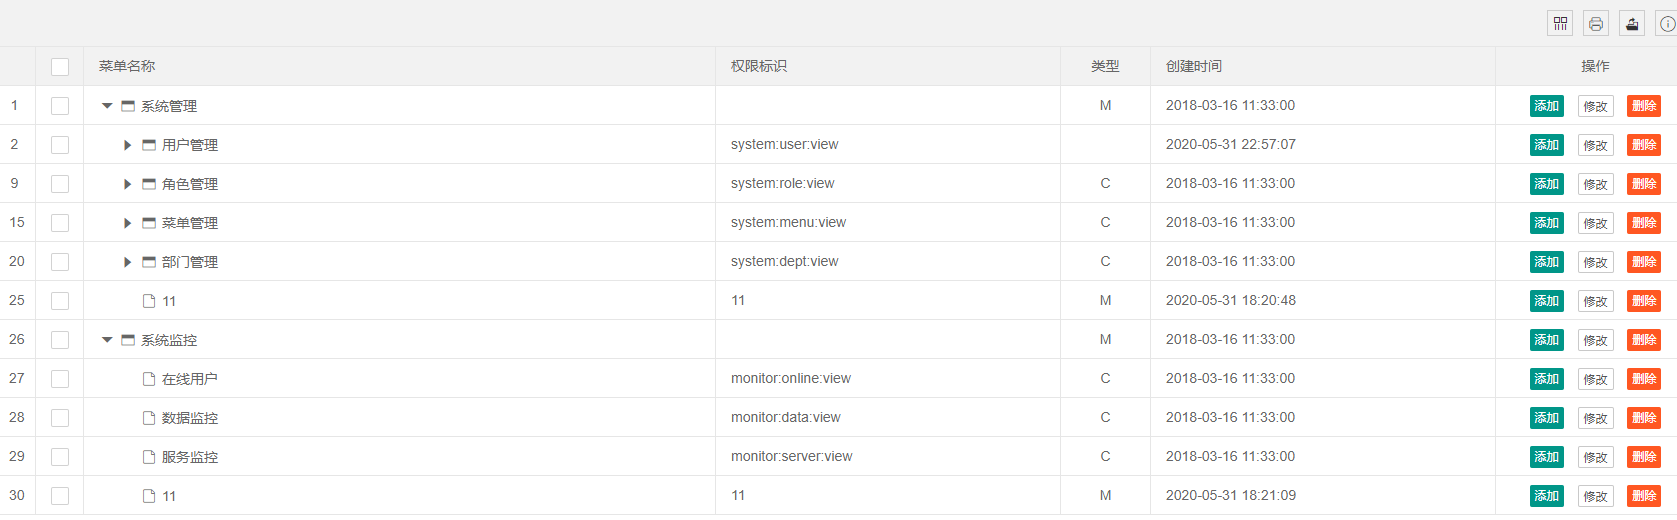 菜单名称 权限标识 类型 创建时间 操作
1 系统管理 M 2018-03-16 11:33:00 添加 修改 删除
2 用户管理 system:user:view 2020-05-31 22:57:07 添加 修改 删除
9 角色管理 system:role:view C 2018-03-16 11:33:00 添加 修改 删除
15 菜单管理 system:menu:view C 2018-03-16 11:33:00 添加 修改 删除
20 部门管理 system:dept:view C 2018-03-16 11:33:00 添加 修改 删除
25 11 11 M 2020-05-31 18:20:48 添加 修改 删除
26 系统监控 M 2018-03-16 11:33:00 添加 修改 删除
27 在线用户 monitor:online:view C 2018-03-16 11:33:00 添加 修改 删除
28 数据监控 monitor:data:view C 2018-03-16 11:33:00 添加 修改 删除
29 服务监控 monitor:server:view C 2018-03-16 11:33:00 添加 修改 删除
30 11 11 M 2020-05-31 18:21:09 添加 修改 删除